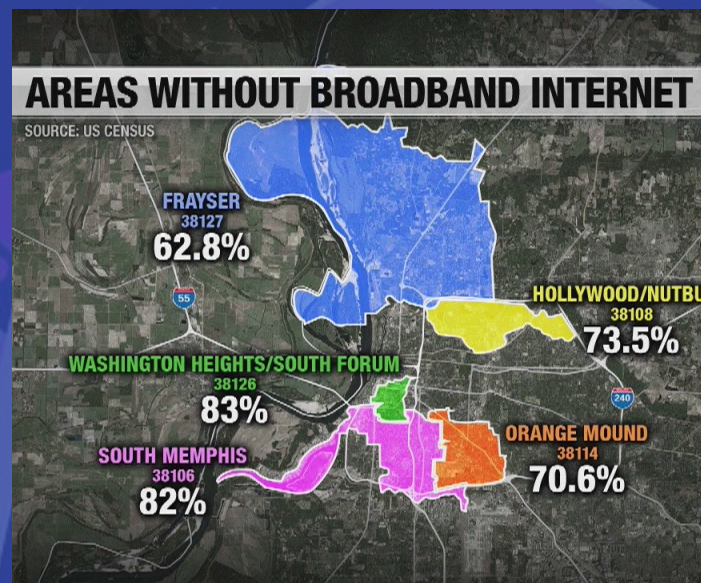 AREAS WITHOUT BROADBAND INTERNET
SOURCE: US CENSUS
FRAYSER
38127
62.8%
55
HOLLYWOOD/NUTBU
38108
73.5%
WASHINGTON HEIGHTS/SOUTH FORUM
38126
83%
240
SOUTH MEMPHIS
38106
82%
ORANGE MOUND
38114
70.6%